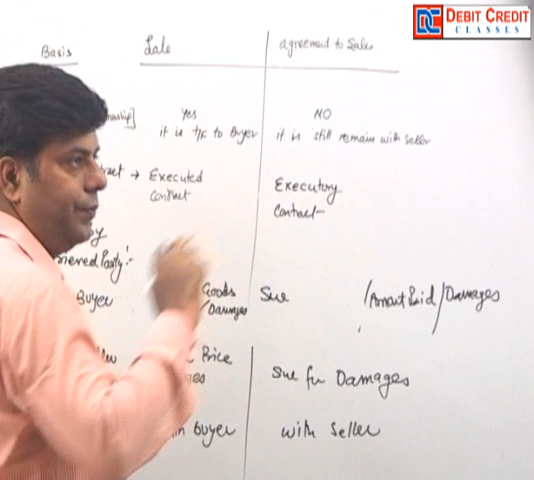 DEBIT CREDIT
CLASSES
Basis Sale agreement to Sales
Yes NO
it is t/f to Buyer it is still remain with seller
→ Executed Contract
Executory Contract
Party:-
Buyer Goods /Damages Sue /Amount Paid/Damages
Price Sue for Damages
Buyer with Seller